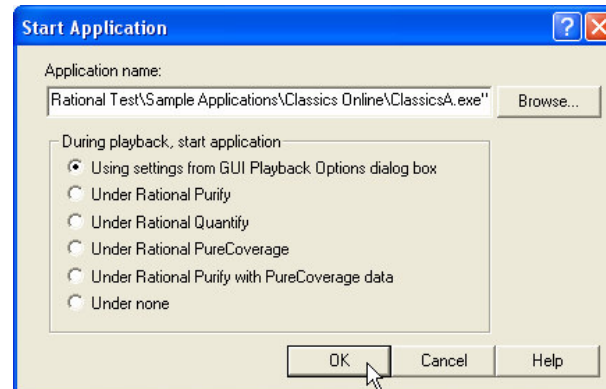 Start Application
Application name:
Rational Test\Sample Applications\Classics Online\ClassicsA.exe"
Browse...
During playback, start application
Using settings from GUI Playback Options dialog box
Under Rational Purify
Under Rational Quantify
Under Rational PureCoverage
Under Rational Purify with PureCoverage data
Under none
OK
Cancel
Help